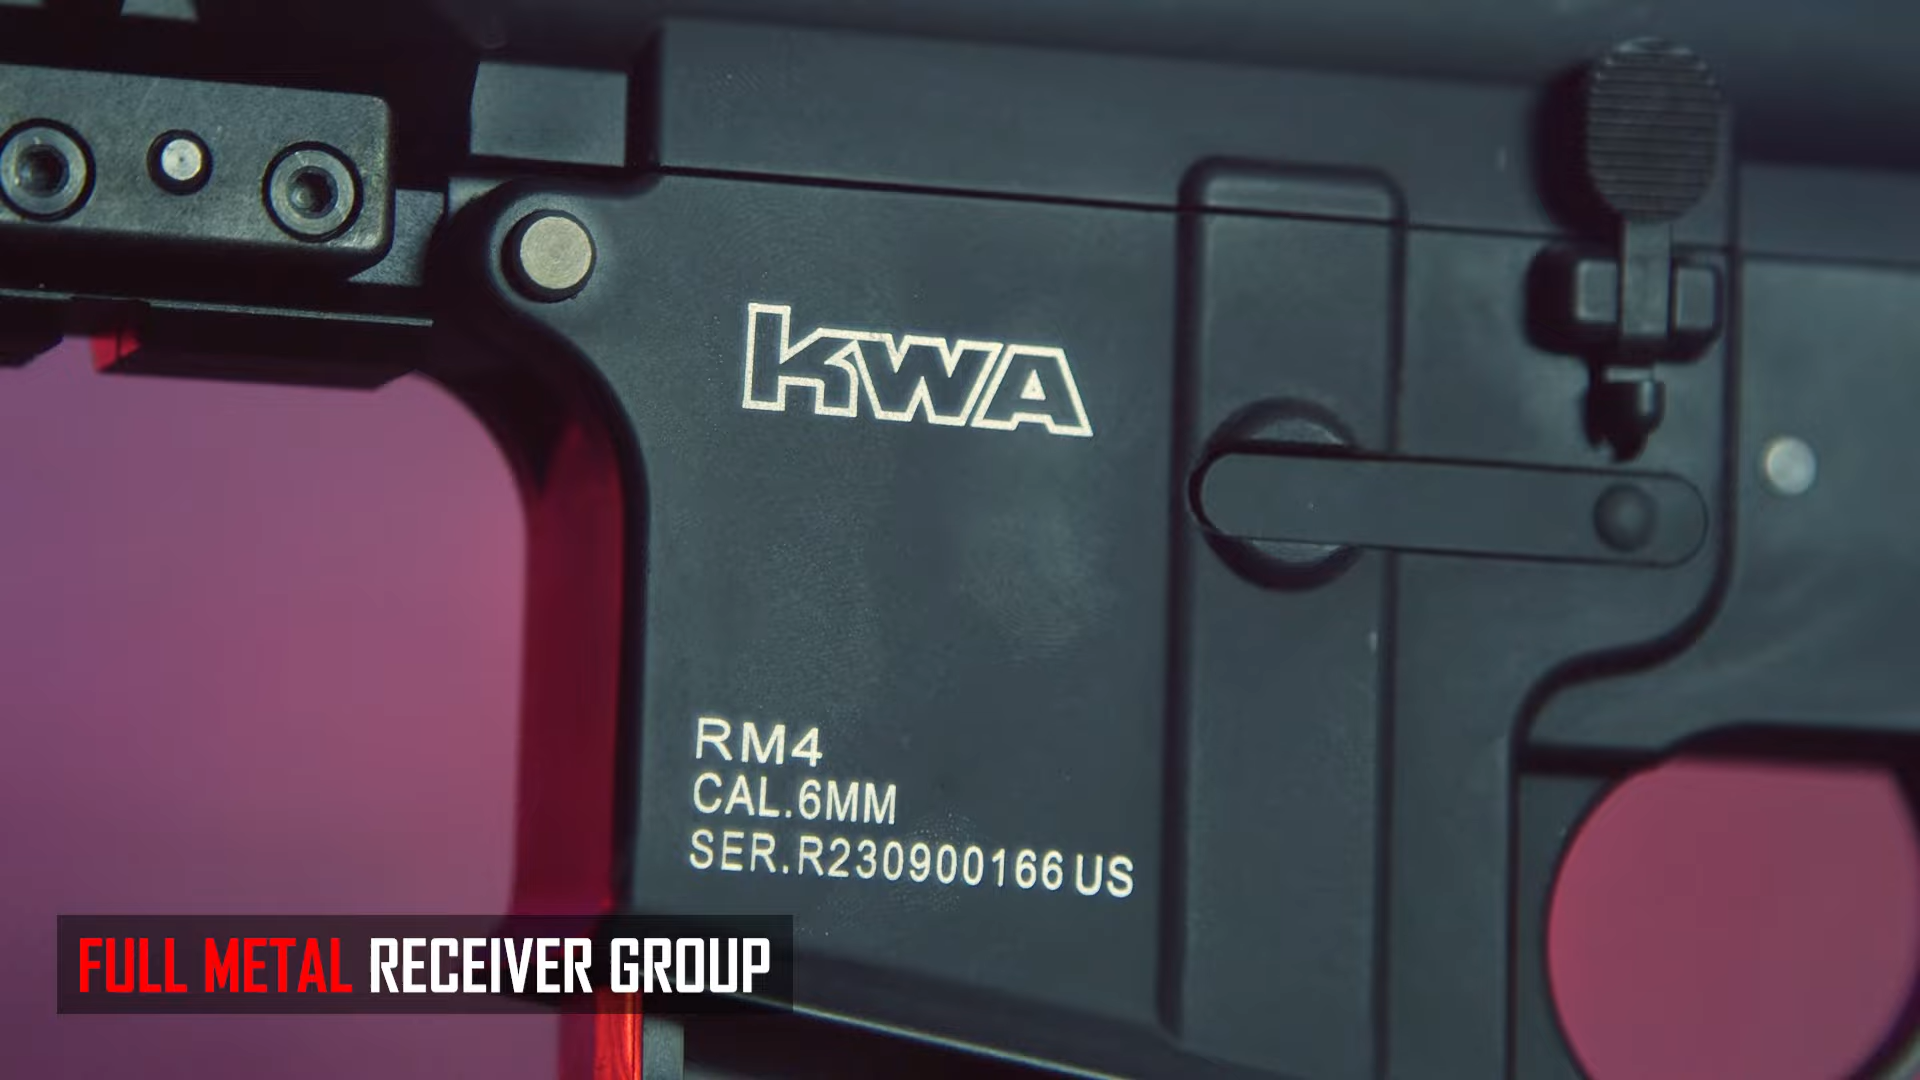 KWA
RM4
CAL.6MM
SER.R230900166 US
FULL METAL RECEIVER GROUP